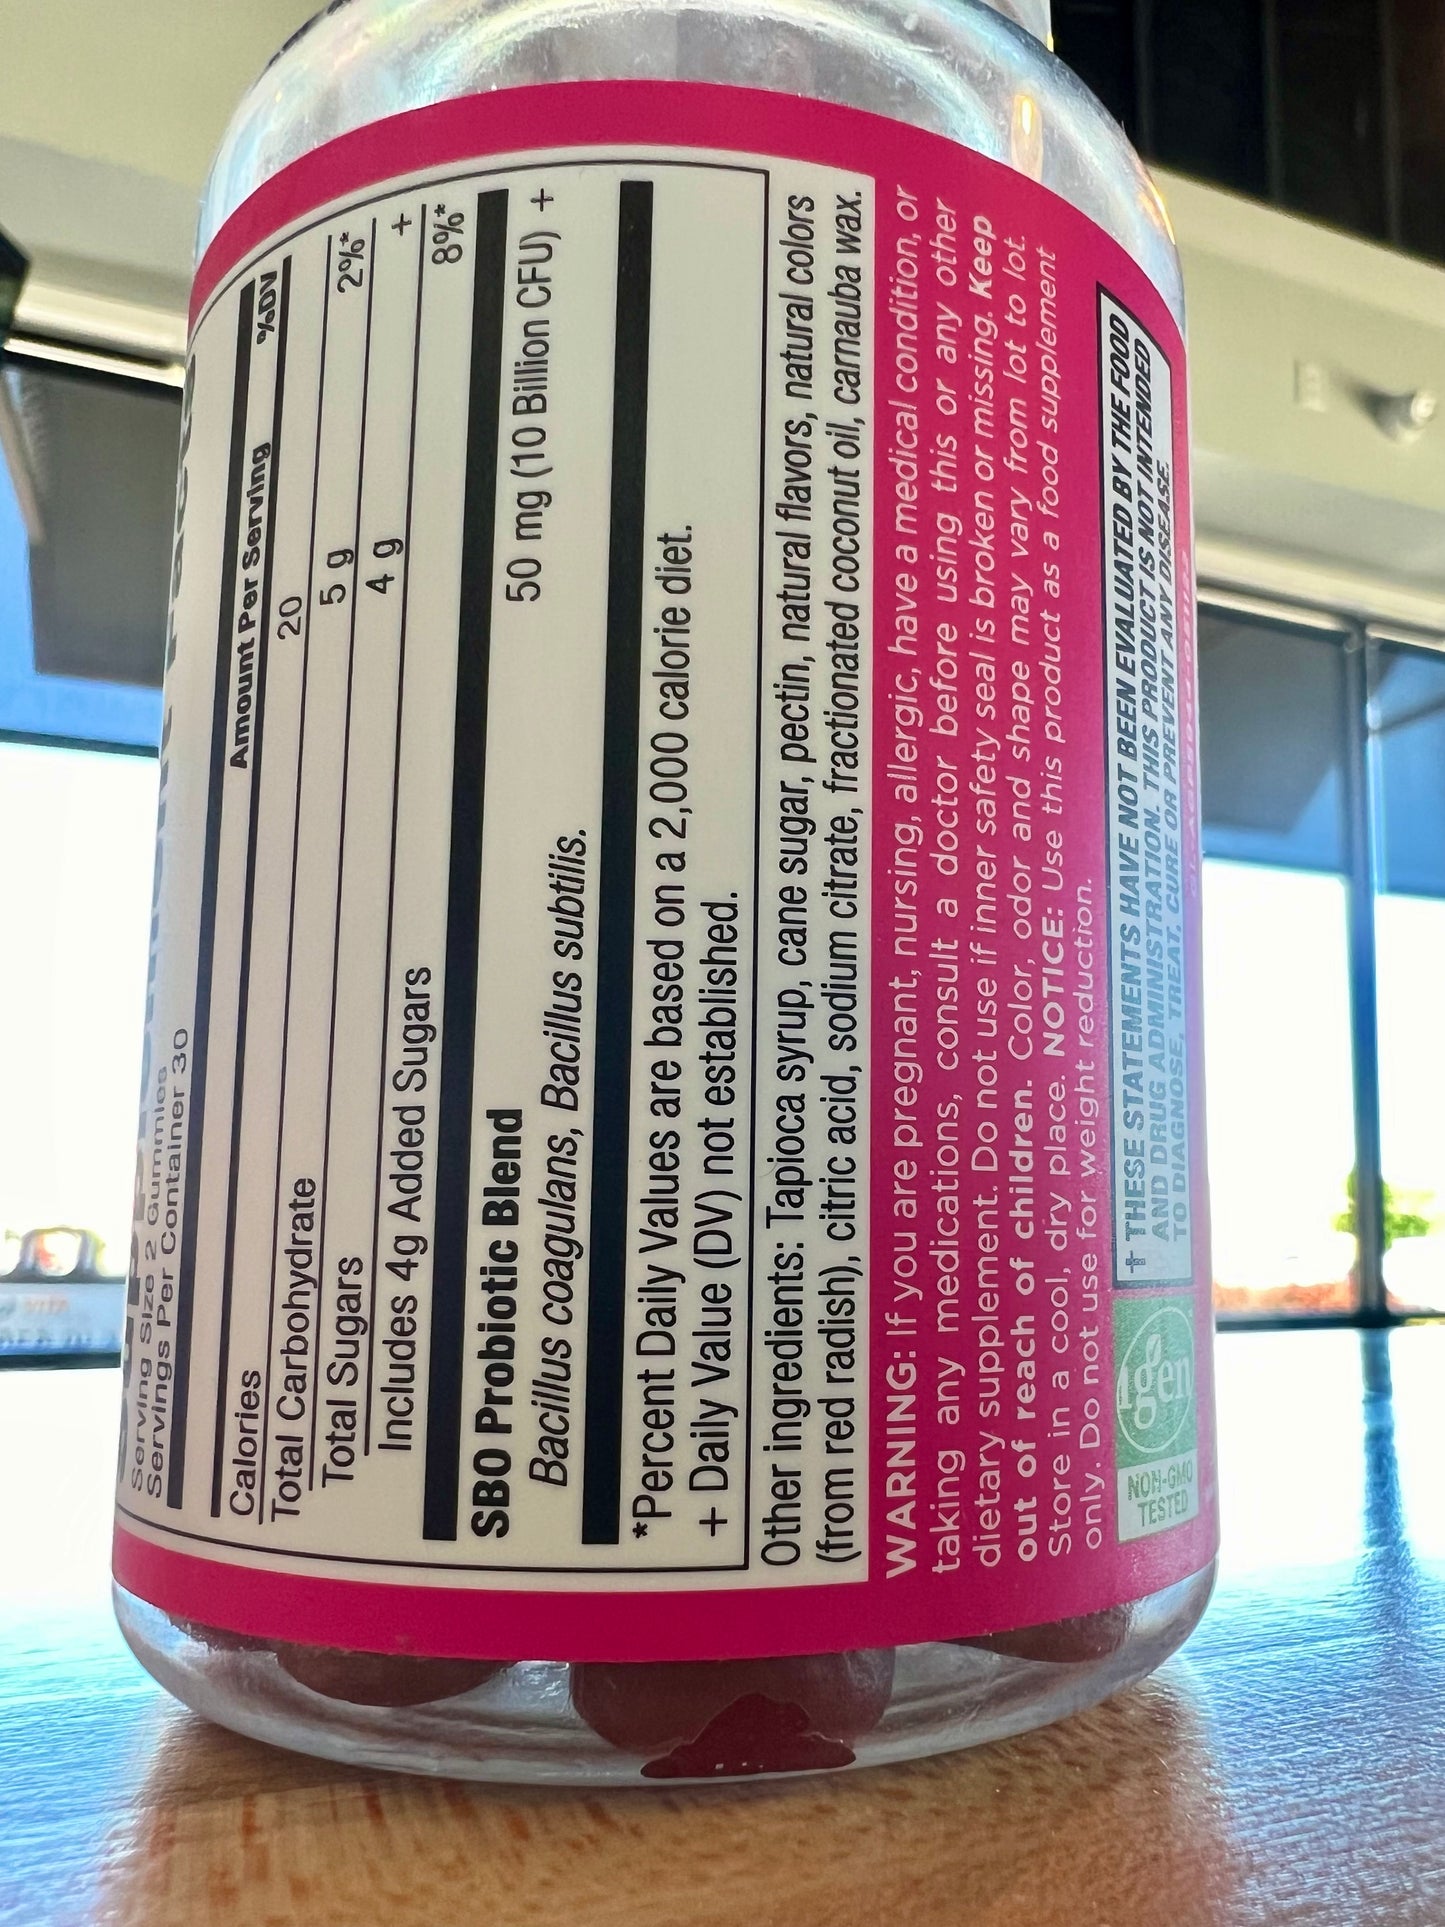 Supplement Facts
Serving Size 2 Gummies
Servings Per Container 30
Amount Per Serving %DV
Calories 20
Total Carbohydrate 5 g 2%*
Total Sugars 4 g +
Includes 4g Added Sugars 8%*
SBO Probiotic Blend 50 mg (10 Billion CFU) +
Bacillus coagulans, Bacillus subtilis.
*Percent Daily Values are based on a 2,000 calorie diet.
+ Daily Value (DV) not established.
Other ingredients: Tapioca syrup, cane sugar, pectin, natural flavors, natural colors
(from red radish), citric acid, sodium citrate, fractionated coconut oil, carnauba wax.
WARNING: If you are pregnant, nursing, allergic, have a medical condition, or
taking any medications, consult a doctor before using this or any other
dietary supplement. Do not use if inner safety seal is broken or missing. Keep
out of reach of children. Color, odor and shape may vary from lot to lot.
Store in a cool, dry place. NOTICE: Use this product as a food supplement
only. Do not use for weight reduction.
† THESE STATEMENTS HAVE NOT BEEN EVALUATED BY THE FOOD
AND DRUG ADMINISTRATION. THIS PRODUCT IS NOT INTENDED
TO DIAGNOSE, TREAT, CURE OR PREVENT ANY DISEASE.
NON-GMO
TESTED
igen